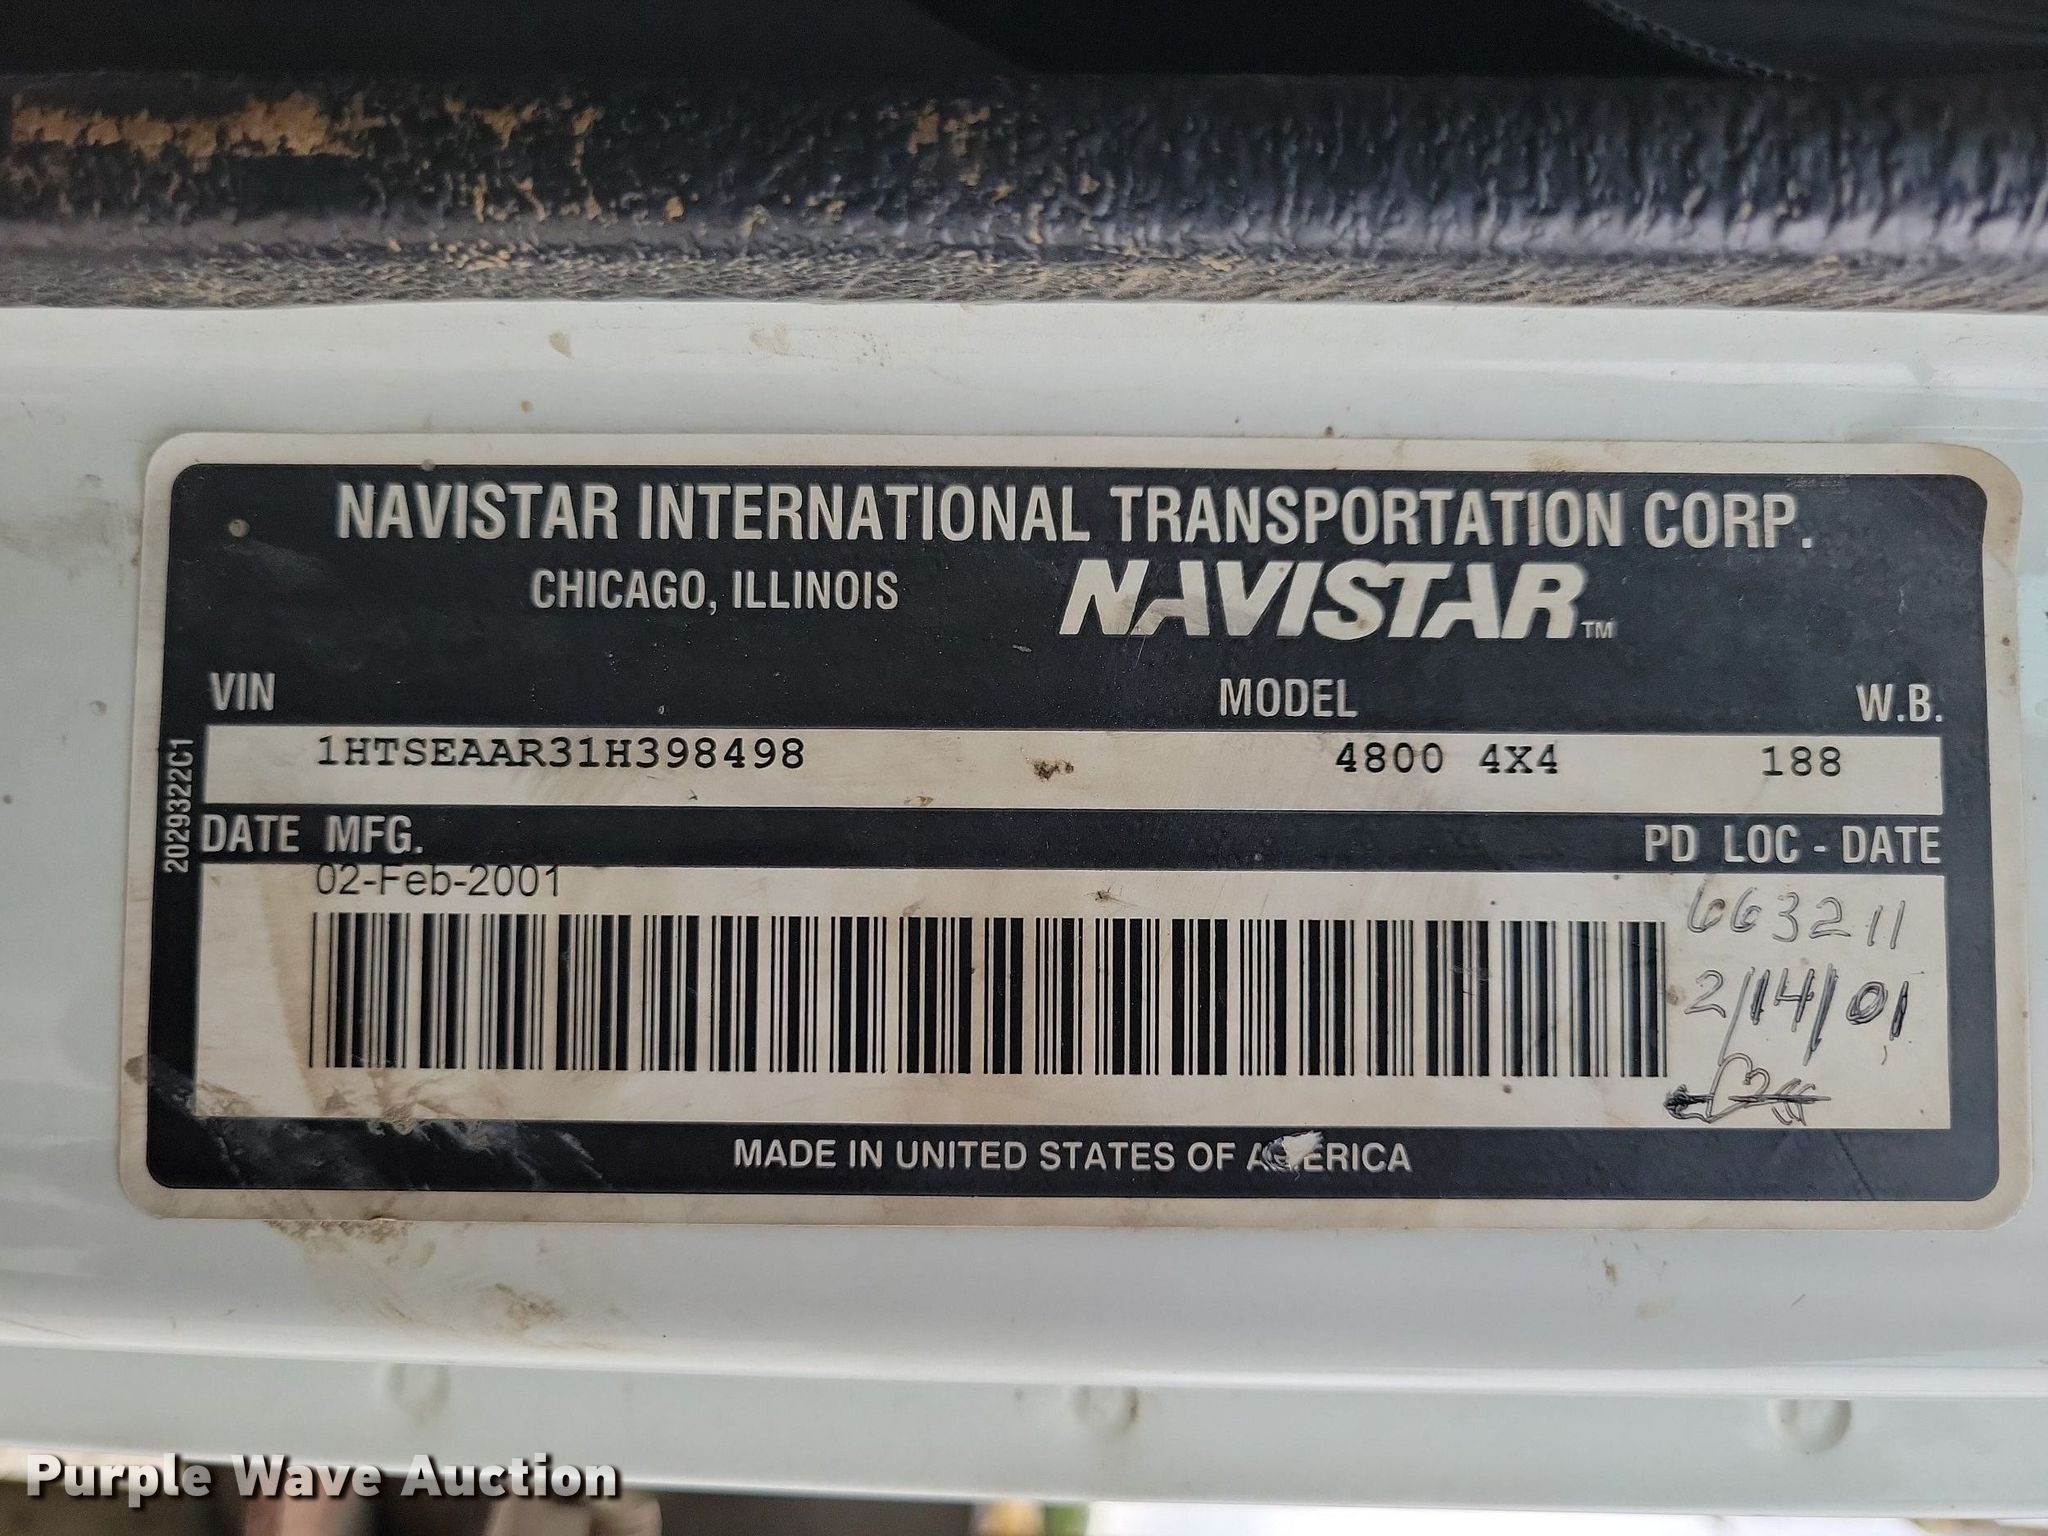 NAVISTAR INTERNATIONAL TRANSPORTATION CORP.
CHICAGO, ILLINOIS NAVISTAR™
VIN MODEL W.B.
1HTSEAAR31H398498 4800 4X4 188
2029322C1
DATE MFG. PD LOC - DATE
02-Feb-2001
663211
2/14/01
MADE IN UNITED STATES OF AMERICA
Purple Wave Auction